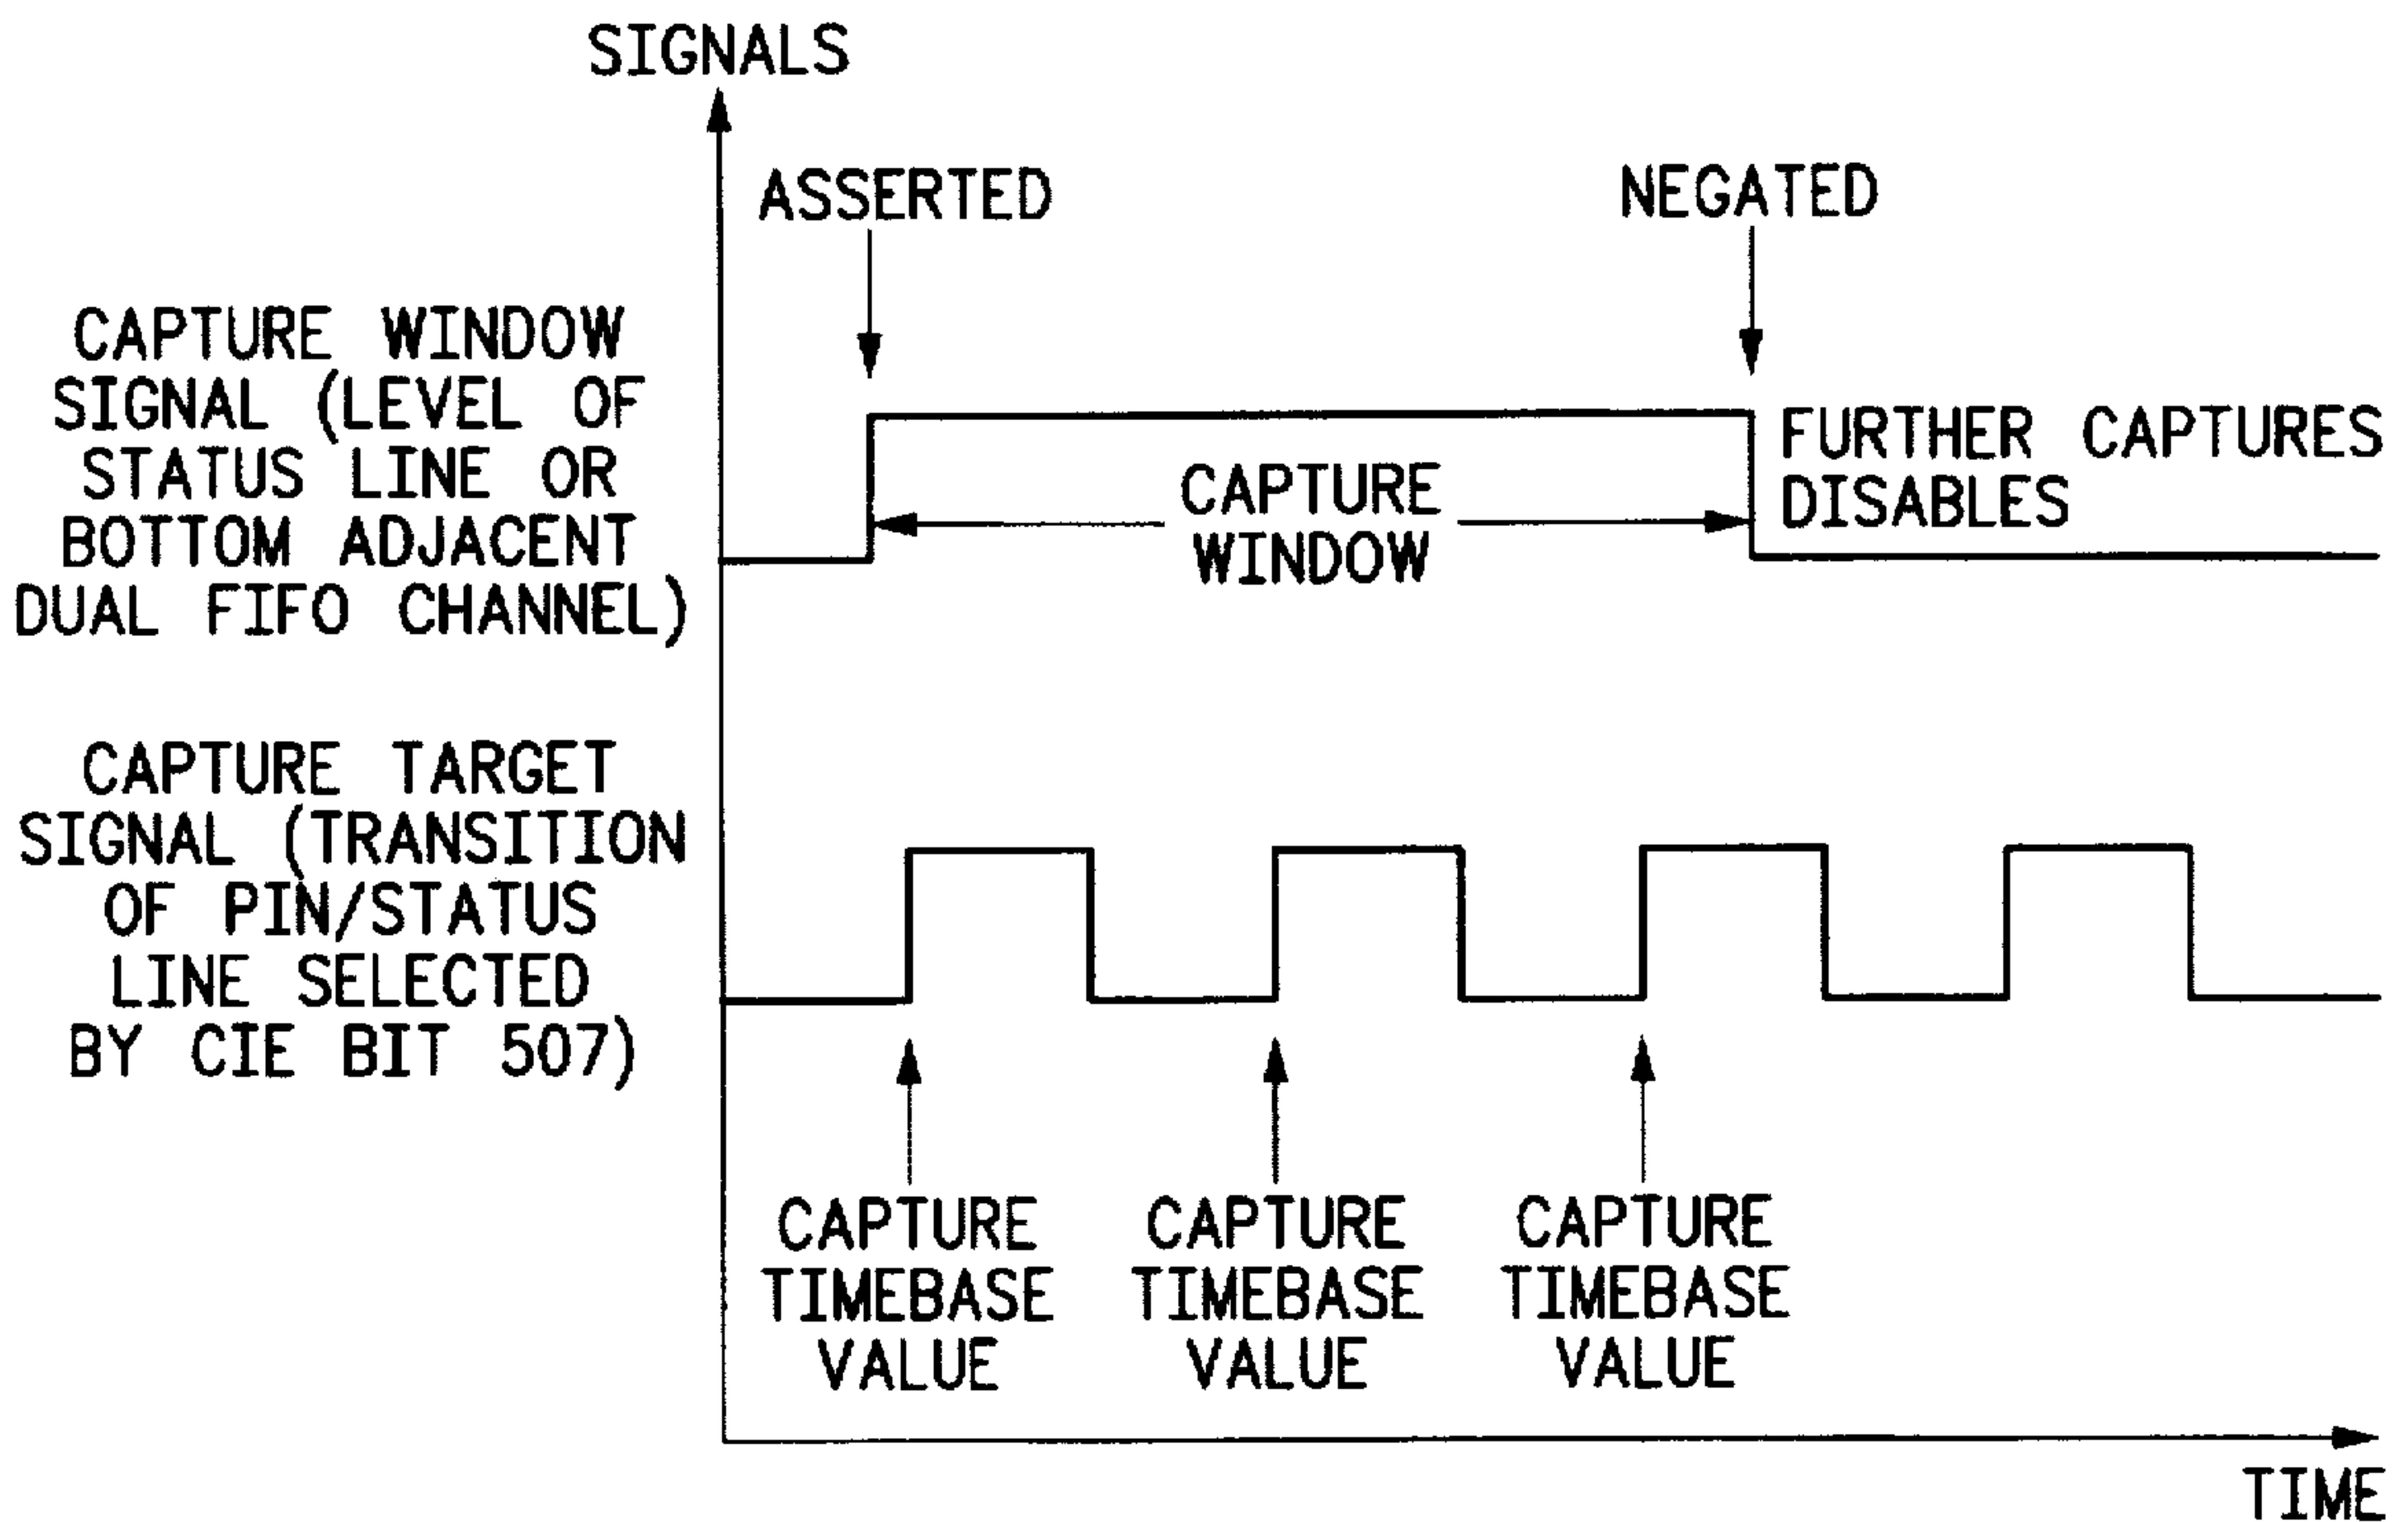 SIGNALS
ASSERTED
NEGATED
CAPTURE WINDOW
SIGNAL (LEVEL OF
STATUS LINE OR
BOTTOM ADJACENT
DUAL FIFO CHANNEL)
CAPTURE
WINDOW
FURTHER CAPTURES
DISABLES
CAPTURE TARGET
SIGNAL (TRANSITION
OF PIN/STATUS
LINE SELECTED
BY CIE BIT 507)
CAPTURE
TIMEBASE
VALUE
CAPTURE
TIMEBASE
VALUE
CAPTURE
TIMEBASE
VALUE
TIME